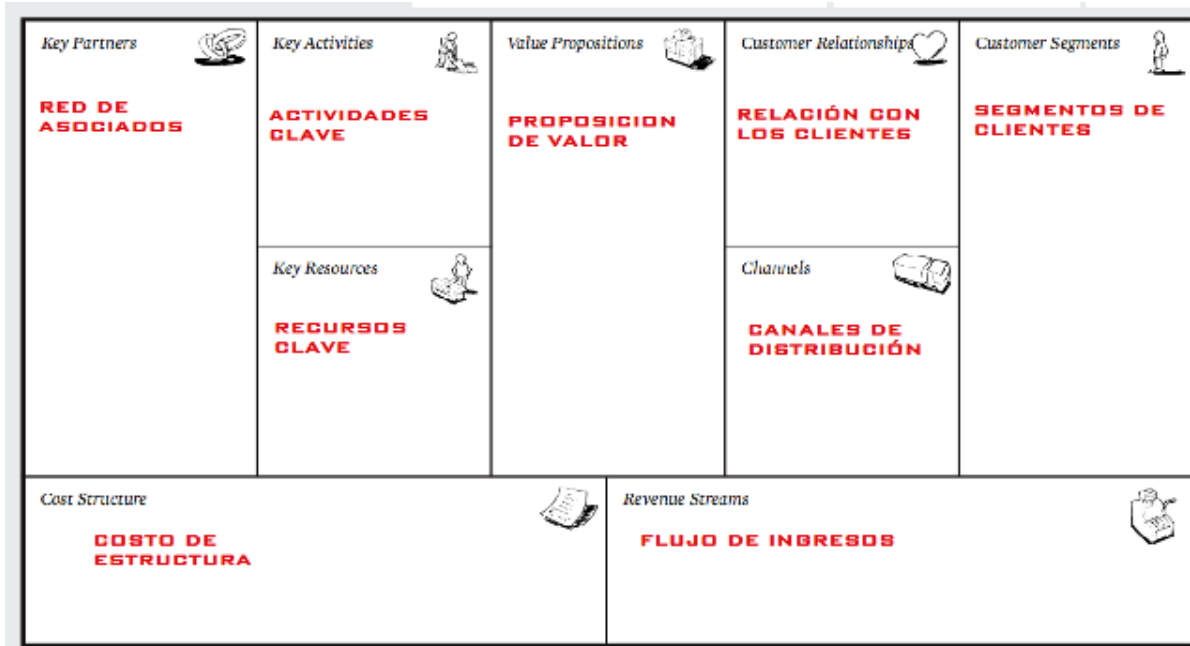 Key Partners
RED DE
ASOCIADOS
Key Activities
ACTIVIDADES
CLAVE
Key Resources
RECURSOS
CLAVE
Value Propositions
PROPOSICION
DE VALOR
Customer Relationships
RELACIÓN CON
LOS CLIENTES
Channels
CANALES DE
DISTRIBUCIÓN
Customer Segments
SEGMENTOS DE
CLIENTES
Cost Structure
COSTO DE
ESTRUCTURA
Revenue Streams
FLUJO DE INGRESOS